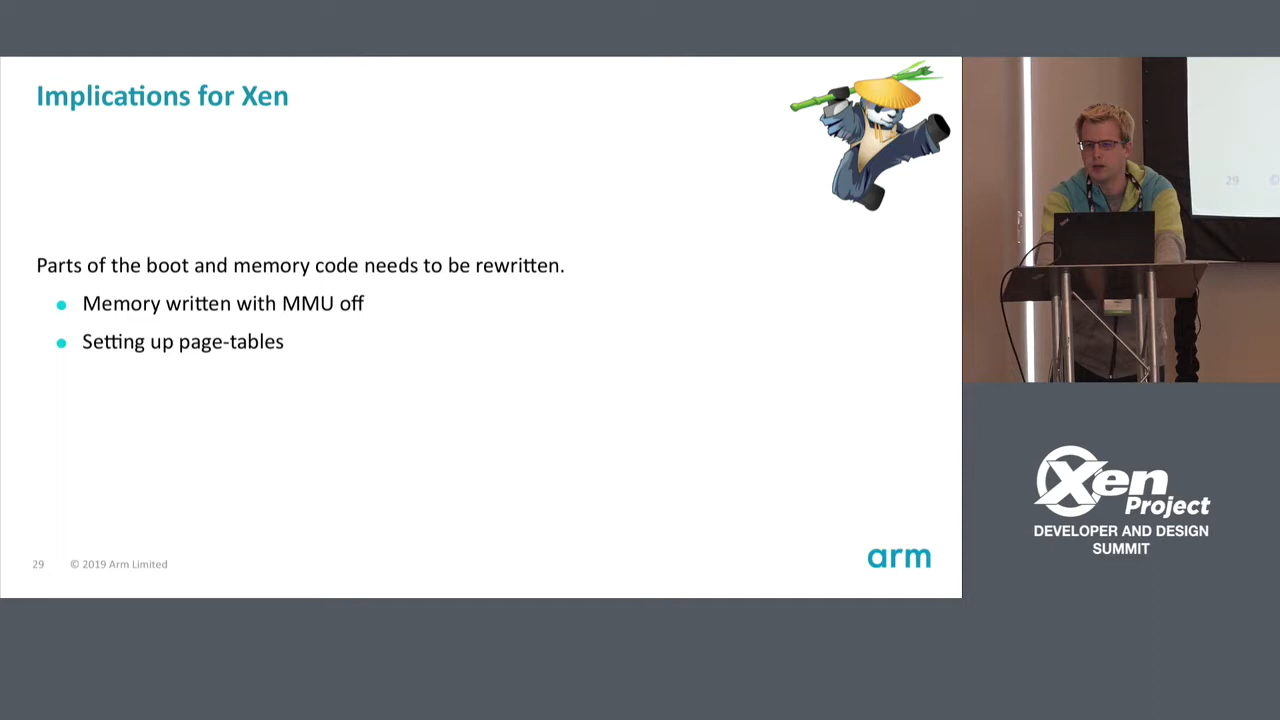 Implications for Xen
Parts of the boot and memory code needs to be rewritten.
Memory written with MMU off
Setting up page-tables
29 © 2019 Arm Limited
arm
29 ©
Xen
Project
DEVELOPER AND DESIGN
SUMMIT